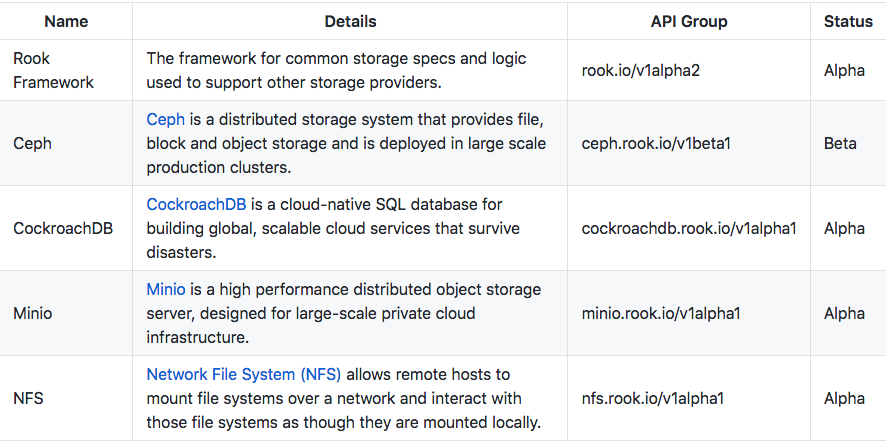 Name Details API Group Status
Rook Framework
The framework for common storage specs and logic
used to support other storage providers.
rook.io/v1alpha2
Alpha
Ceph
Ceph is a distributed storage system that provides file,
block and object storage and is deployed in large scale
production clusters.
ceph.rook.io/v1beta1
Beta
CockroachDB
CockroachDB is a cloud-native SQL database for
building global, scalable cloud services that survive
disasters.
cockroachdb.rook.io/v1alpha1
Alpha
Minio
Minio is a high performance distributed object storage
server, designed for large-scale private cloud
infrastructure.
minio.rook.io/v1alpha1
Alpha
NFS
Network File System (NFS) allows remote hosts to
mount file systems over a network and interact with
those file systems as though they are mounted locally.
nfs.rook.io/v1alpha1
Alpha